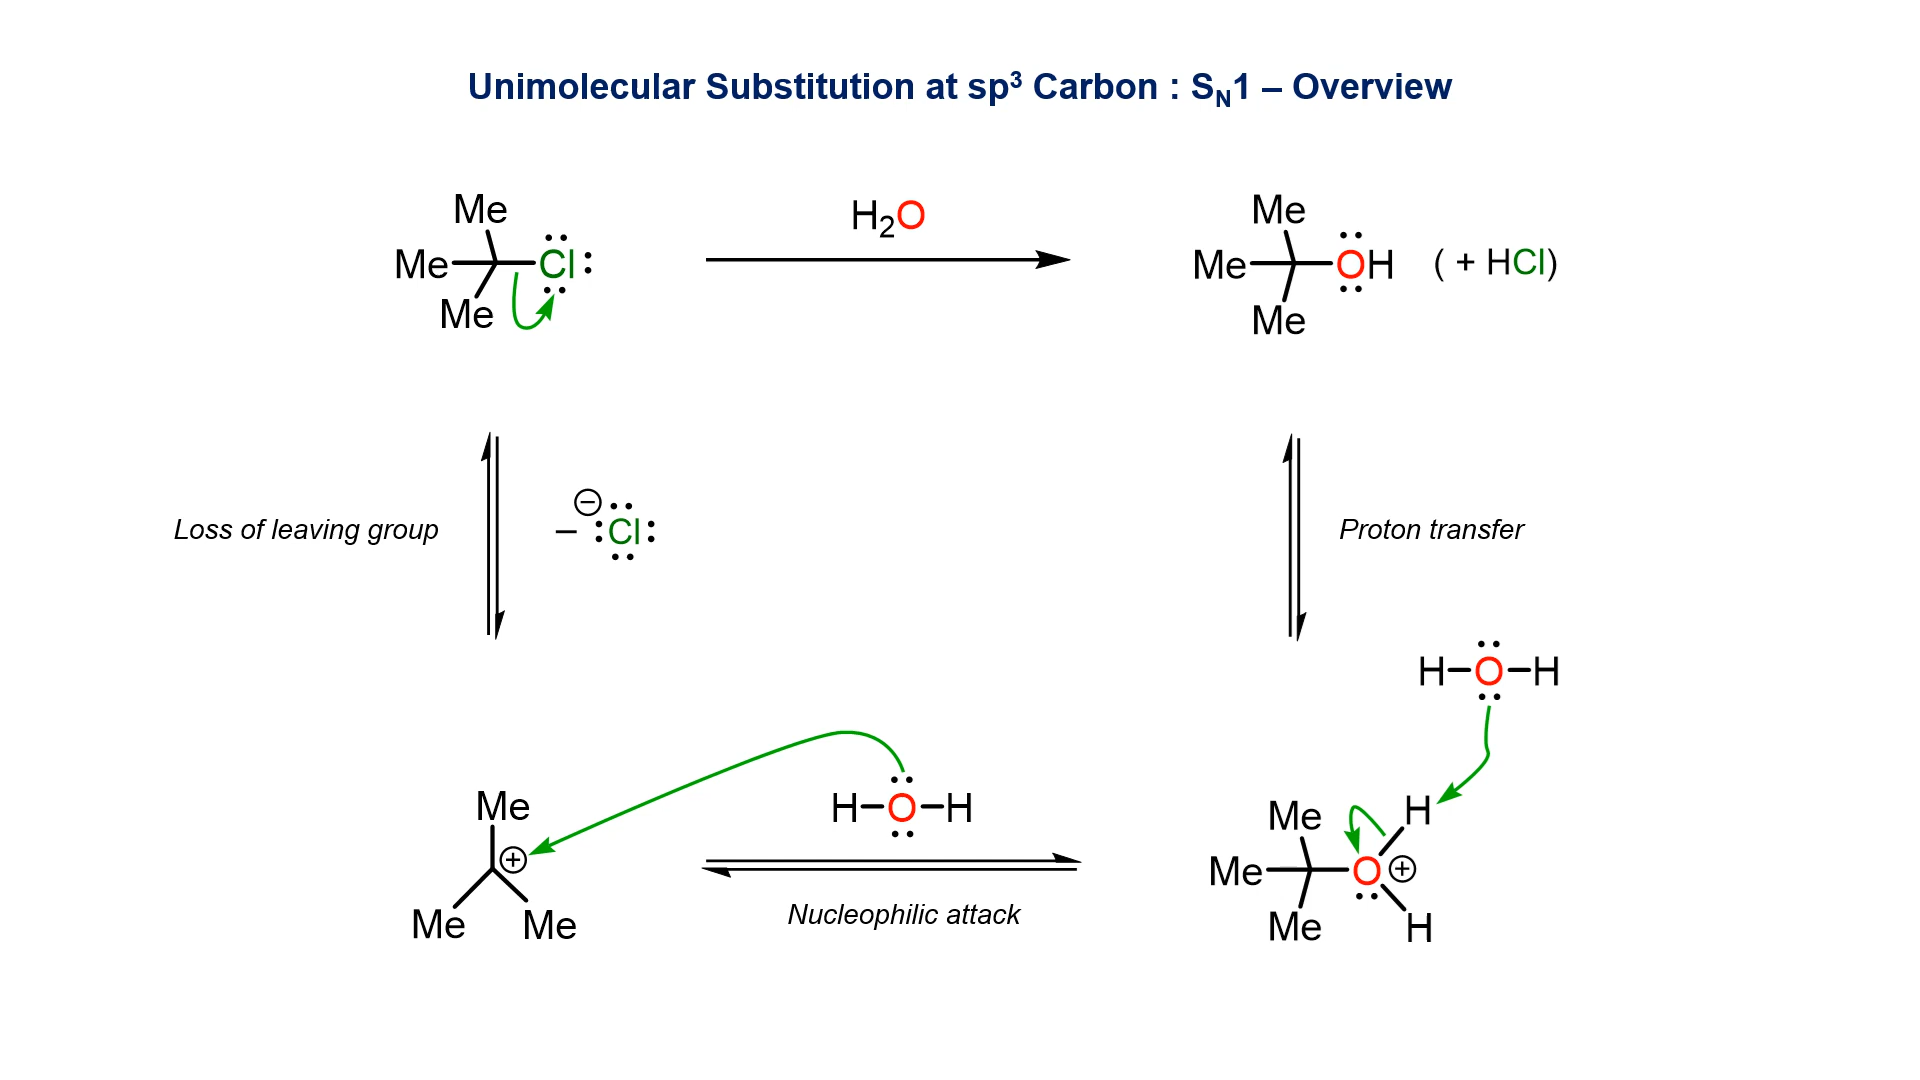 Unimolecular Substitution at sp³ Carbon : S_N1 – Overview
Me
Me
Cl
Me
H₂O
Me
Me
OH
( + HCl)
Me
Loss of leaving group
– ⊖ Cl
Proton transfer
H–O–H
Me
⊕
Me
Me
H–O–H
Nucleophilic attack
Me
H
Me
O
⊕
Me
H